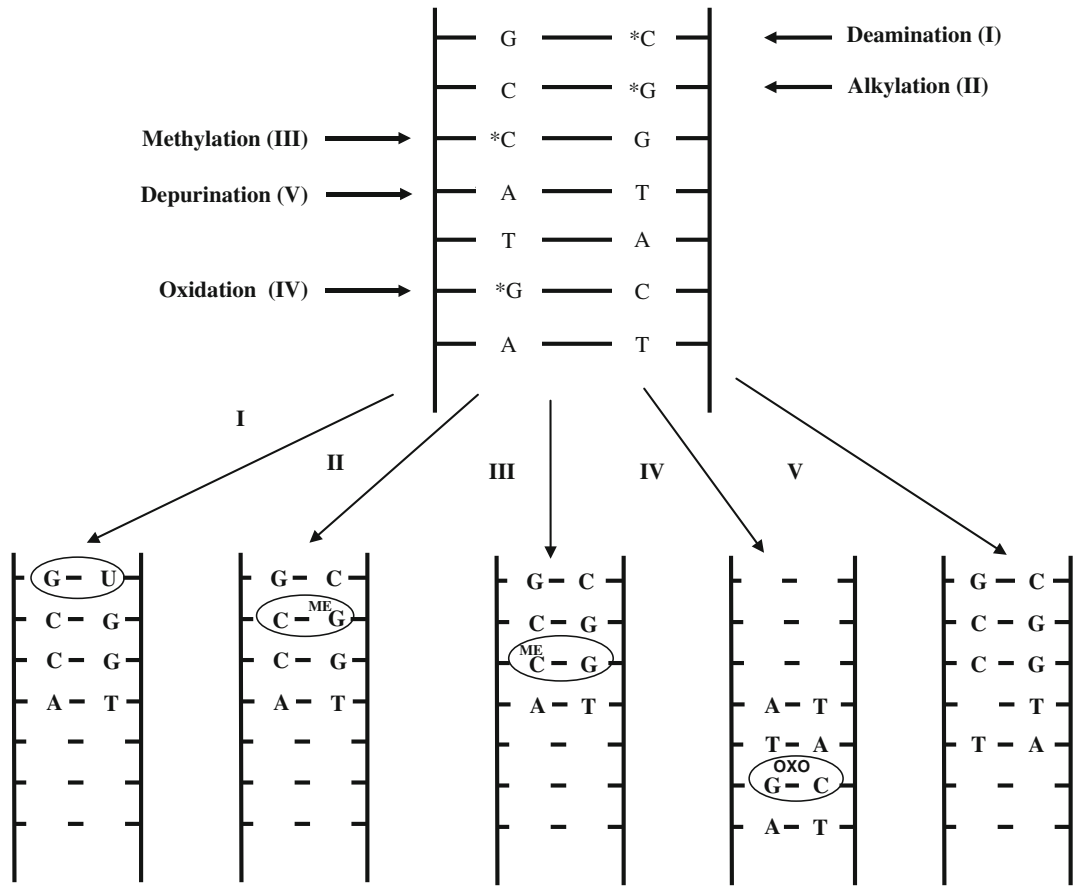 G *C Deamination (I)
C *G Alkylation (II)
Methylation (III) *C G
Depurination (V) A T
T A
Oxidation (IV) *G C
A T
I
II
III
IV
V
G U
C G
C G
A T
G C
C ME G
C G
A T
G C
C G
ME C G
A T
A T
T A
OXO
G C
A T
G C
C G
C G
T
T A